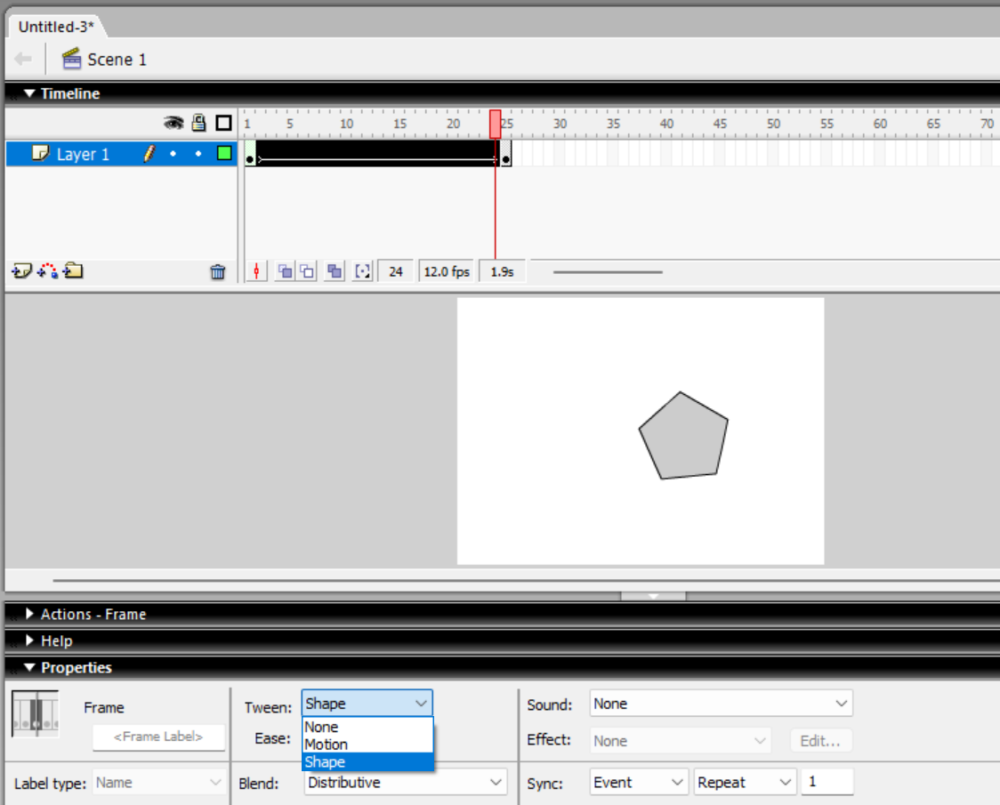 Untitled-3*
Scene 1
Timeline
1 5 10 15 20 25 30 35 40 45 50 55 60 65 70
Layer 1
24 12.0 fps 1.9s
Actions - Frame
Help
Properties
Frame Tween: Shape Sound: None
<Frame Label> Ease: None Effect: None Edit...
Motion
Shape
Label type: Name Blend: Distributive Sync: Event Repeat 1